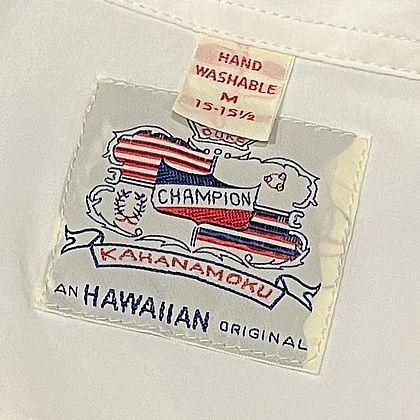 HAND
WASHABLE
M
15-15½
DUKE
CHAMPION
KAHANAMOKU
AN HAWAIIAN ORIGINAL